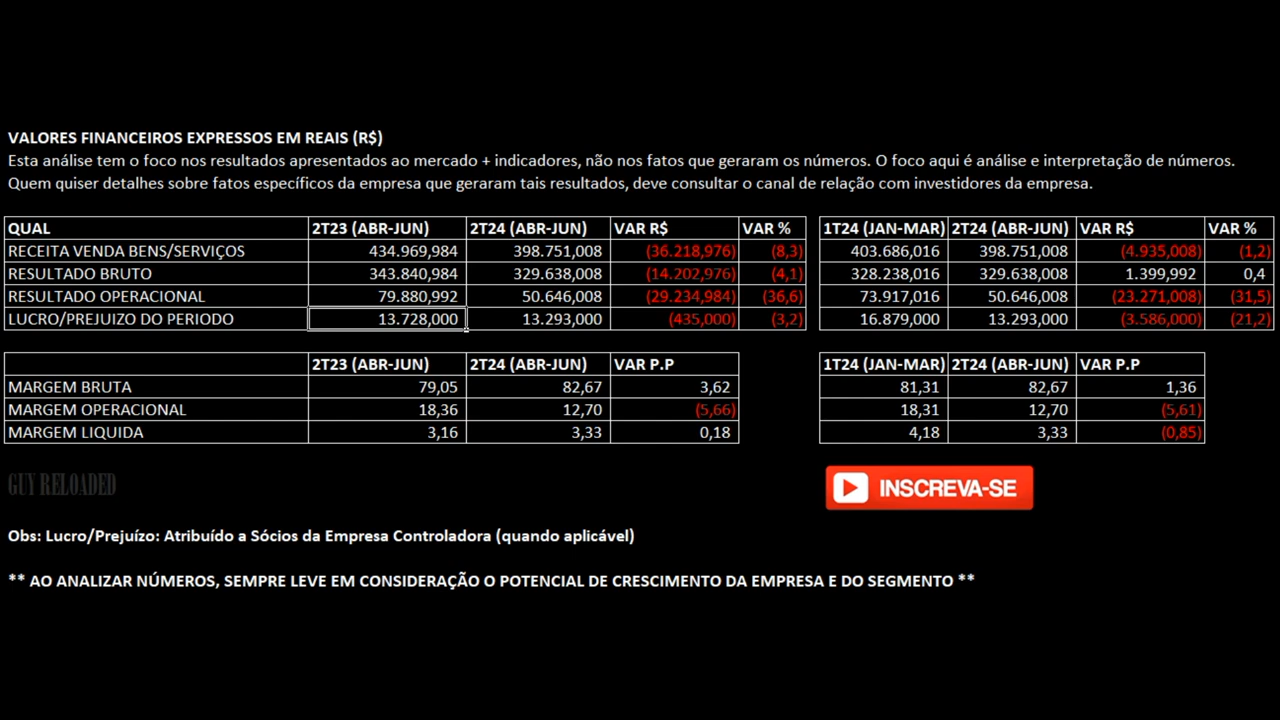 VALORES FINANCEIROS EXPRESSOS EM REAIS (R$)
Esta análise tem o foco nos resultados apresentados ao mercado + indicadores, não nos fatos que geraram os números. O foco aqui é análise e interpretação de números.
Quem quiser detalhes sobre fatos específicos da empresa que geraram tais resultados, deve consultar o canal de relação com investidores da empresa.
QUAL 2T23 (ABR-JUN) 2T24 (ABR-JUN) VAR R$ VAR % 1T24 (JAN-MAR) 2T24 (ABR-JUN) VAR R$ VAR %
RECEITA VENDA BENS/SERVIÇOS 434.969,984 398.751,008 (36.218,976) (8,3) 403.686,016 398.751,008 (4.935,008) (1,2)
RESULTADO BRUTO 343.840,984 329.638,008 (14.202,976) (4,1) 328.238,016 329.638,008 1.399,992 0,4
RESULTADO OPERACIONAL 79.880,992 50.646,008 (29.234,984) (36,6) 73.917,016 50.646,008 (23.271,008) (31,5)
LUCRO/PREJUIZO DO PERIODO 13.728,000 13.293,000 (435,000) (3,2) 16.879,000 13.293,000 (3.586,000) (21,2)
2T23 (ABR-JUN) 2T24 (ABR-JUN) VAR P.P 1T24 (JAN-MAR) 2T24 (ABR-JUN) VAR P.P
MARGEM BRUTA 79,05 82,67 3,62 81,31 82,67 1,36
MARGEM OPERACIONAL 18,36 12,70 (5,66) 18,31 12,70 (5,61)
MARGEM LIQUIDA 3,16 3,33 0,18 4,18 3,33 (0,85)
GUY RELOADED
INSCREVA-SE
Obs: Lucro/Prejuízo: Atribuído a Sócios da Empresa Controladora (quando aplicável)
** AO ANALIZAR NÚMEROS, SEMPRE LEVE EM CONSIDERAÇÃO O POTENCIAL DE CRESCIMENTO DA EMPRESA E DO SEGMENTO **